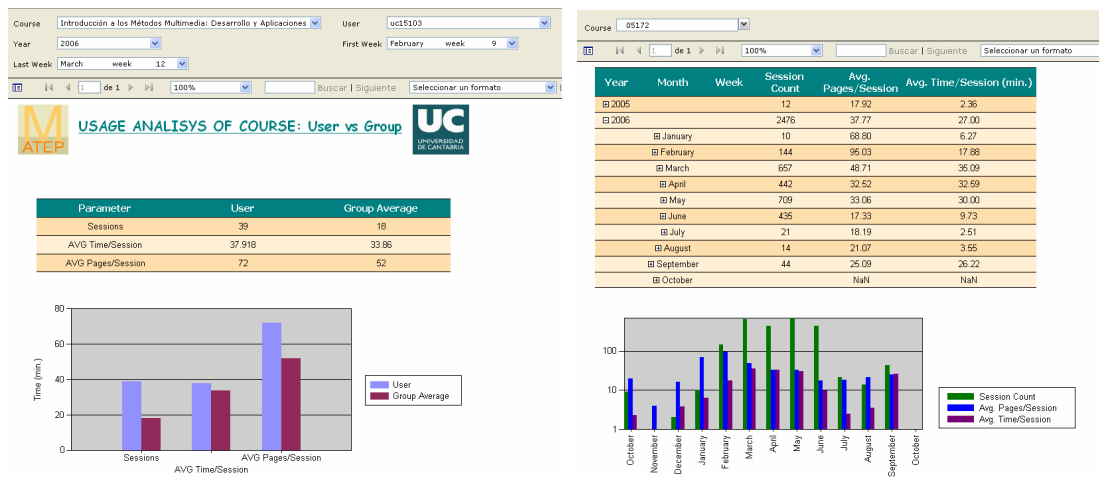 Course Introducción a los Métodos Multimedia: Desarrollo y Aplicaciones User uc15103
Year 2006 First Week February week 9
Last Week March week 12
1 de 1 100% Buscar | Siguiente Seleccionar un formato
MATEP
USAGE ANALISYS OF COURSE: User vs Group
UC
UNIVERSIDAD
DE CANTABRIA
Parameter User Group Average
Sessions 39 18
AVG Time/Session 37.918 33.86
AVG Pages/Session 72 52
80
60
40
20
0
Time (min.)
Sessions AVG Pages/Session
AVG Time/Session
User
Group Average
Course 05172
1 de 1 100% Buscar | Siguiente Seleccionar un formato
Year Month Week Session Count Avg. Pages/Session Avg. Time/Session (min.)
2005 12 17.92 2.36
2006 2476 37.77 27.00
January 10 68.80 6.27
February 144 95.03 17.88
March 657 48.71 35.09
April 442 32.52 32.59
May 709 33.06 30.00
June 435 17.33 9.73
July 21 18.19 2.51
August 14 21.07 3.55
September 44 25.09 26.22
October NaN NaN
100
10
1
October
November
December
January
February
March
April
May
June
July
August
September
October
Session Count
Avg. Pages/Session
Avg. Time/Session